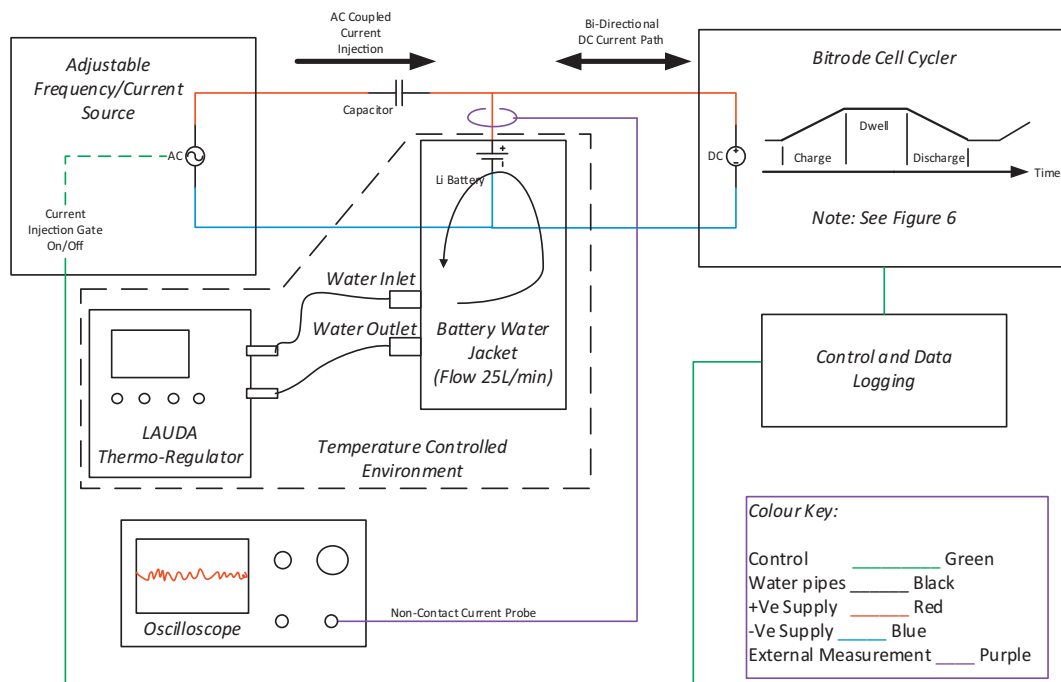 AC Coupled
Current
Injection
Bi-Directional
DC Current Path
Adjustable
Frequency/Current
Source
Capacitor
AC
Current
Injection Gate
On/Off
Bitrode Cell Cycler
DC
Dwell
Charge
Discharge
Time
Note: See Figure 6
+
-
Li Battery
Water Inlet
Water Outlet
Battery Water
Jacket
(Flow 25L/min)
LAUDA
Thermo-Regulator
Temperature Controlled
Environment
Control and Data
Logging
Oscilloscope
Non-Contact Current Probe
Colour Key:
Control _________ Green
Water pipes ______ Black
+Ve Supply ______ Red
-Ve Supply _____ Blue
External Measurement ____ Purple